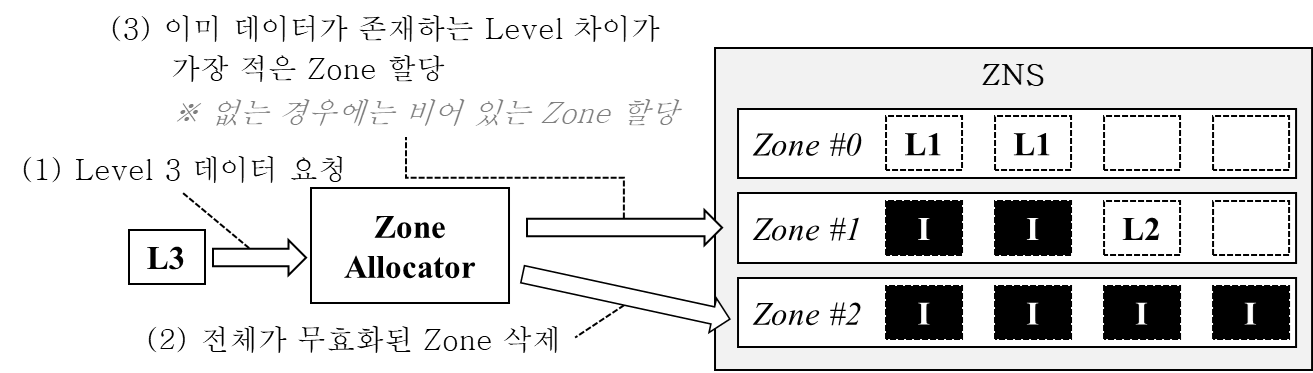 (3) 이미 데이터가 존재하는 Level 차이가
가장 적은 Zone 할당
※ 없는 경우에는 비어 있는 Zone 할당
(1) Level 3 데이터 요청
L3
Zone
Allocator
(2) 전체가 무효화된 Zone 삭제
ZNS
Zone #0 L1 L1
Zone #1 I I L2
Zone #2 I I I I